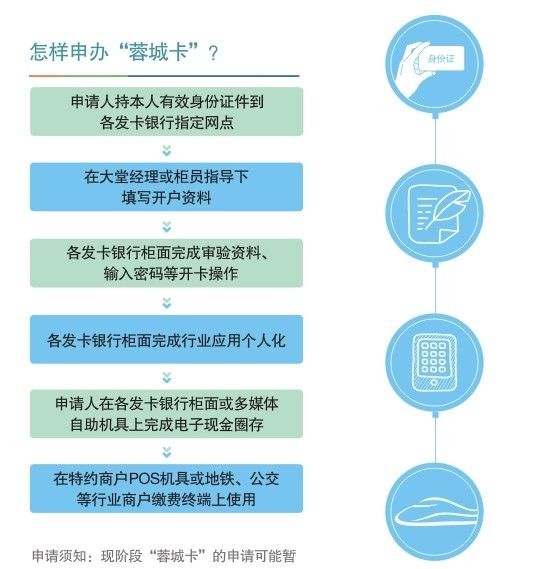 怎样申办“蓉城卡”？
申请人持本人有效身份证件到
各发卡银行指定网点
在大堂经理或柜员指导下
填写开户资料
各发卡银行柜面完成审验资料、
输入密码等开卡操作
各发卡银行柜面完成行业应用个人化
申请人在各发卡银行柜面或多媒体
自助机具上完成电子现金圈存
在特约商户POS机具或地铁、公交
等行业商户缴费终端上使用
申请须知：现阶段“蓉城卡”的申请可能暂
身份证